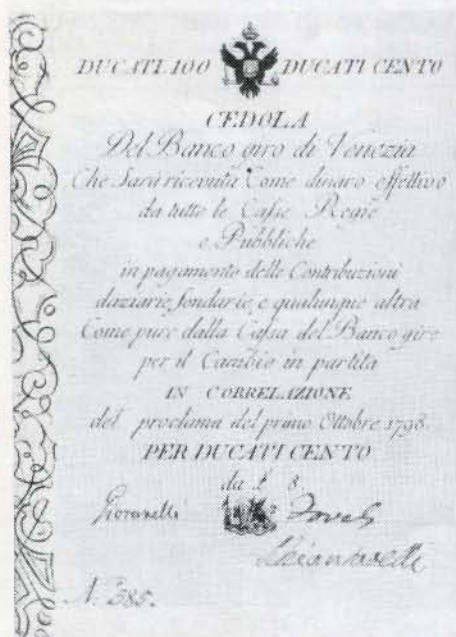 DUCATI 100 DUCATI CENTO
CEDOLA
Del Banco giro di Venezia
Che Sarà ricevuta Come dinaro effettivo
da tutte le Casse Regie
e Pubbliche
in pagamento delle Contribuzioni
daziarie, fondarie, e qualunque altra
Come pure dalla Cassa del Banco giro
per il Cambio in partita
IN CORRELAZIONE
del proclama del primo Ottobre 1798.
PER DUCATI CENTO
da £ 8
Giovanelli
N. 385.